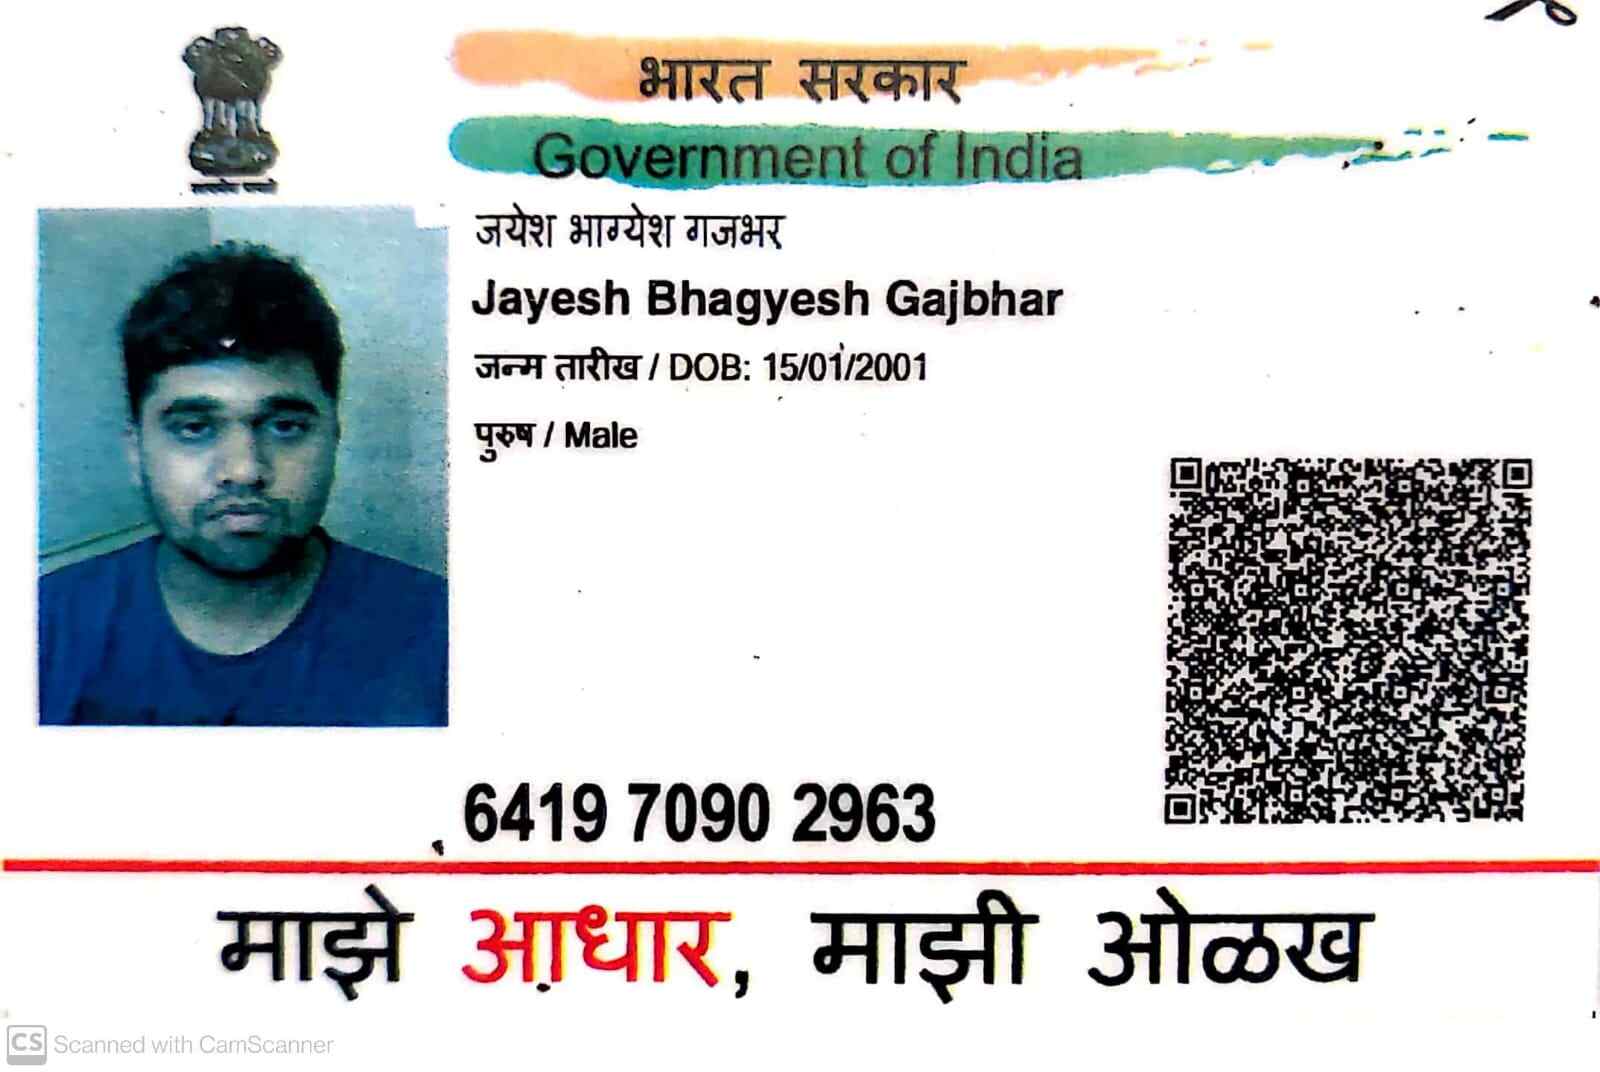 भारत सरकार
Government of India
जयेश भाग्येश गजभर
Jayesh Bhagyesh Gajbhar
जन्म तारीख / DOB: 15/01/2001
पुरुष / Male
6419 7090 2963
माझे आधार, माझी ओळख
CS Scanned with CamScanner